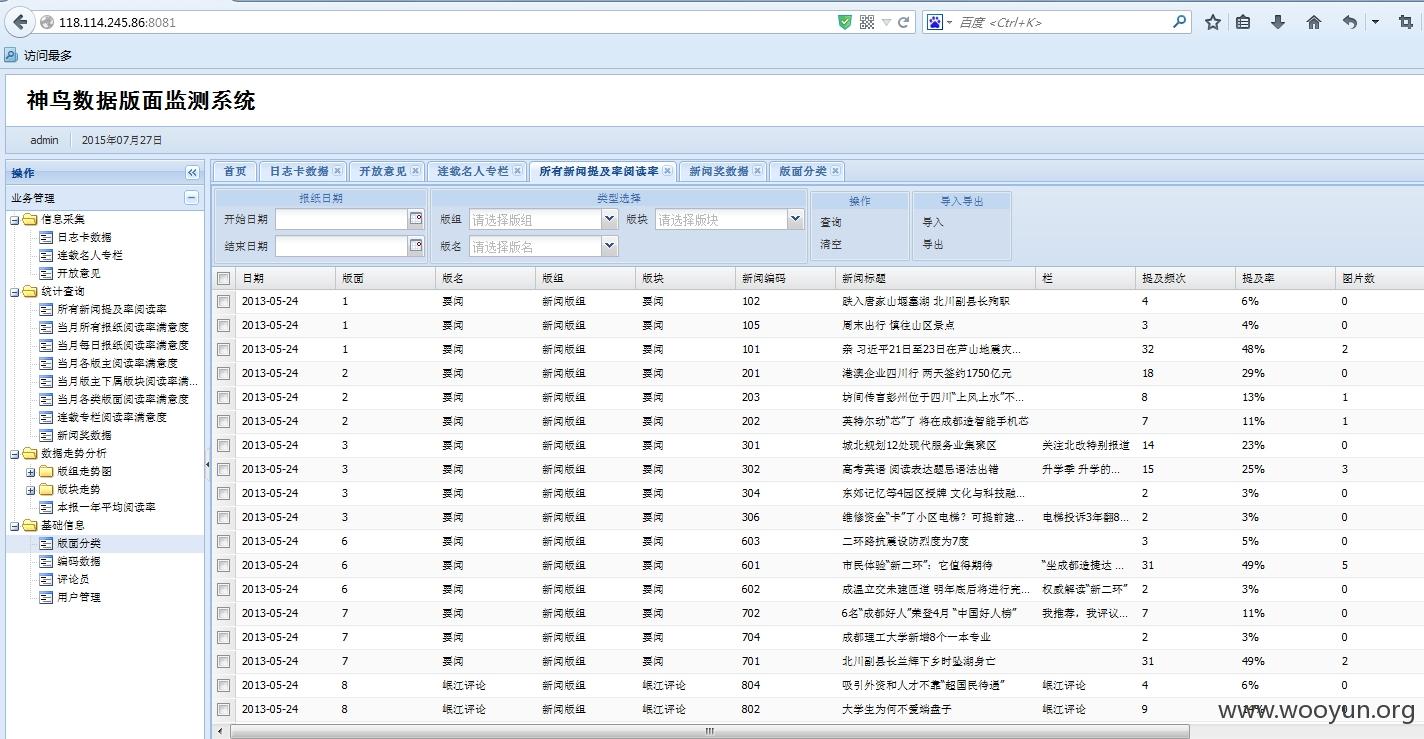 118.114.245.86:8081
百度 <Ctrl+K>
访问最多
神鸟数据版面监测系统
admin 2015年07月27日
操作
业务管理
信息采集
日志卡数据
连载名人专栏
开放意见
统计查询
所有新闻提及率阅读率
当月所有报纸阅读率满意度
当月每日报纸阅读率满意度
当月各版主阅读率满意度
当月版主下属版块阅读率满...
当月各类版面阅读率满意度
连载专栏阅读率满意度
新闻奖数据
数据走势分析
版组走势图
版块走势
本报一年平均阅读率
基础信息
版面分类
编码数据
评论员
用户管理
首页 日志卡数据 开放意见 连载名人专栏 所有新闻提及率阅读率 新闻奖数据 版面分类
报纸日期 类型选择 操作 导入导出
开始日期 版组 请选择版组 版块 请选择版块 查询 导入
结束日期 版名 请选择版名 清空 导出
日期 版面 版名 版组 版块 新闻编码 新闻标题 栏 提及频次 提及率 图片数
2013-05-24 1 要闻 新闻版组 要闻 102 跌入唐家山堰塞湖 北川副县长殉职 4 6% 0
2013-05-24 1 要闻 新闻版组 要闻 105 周末出行 慎往山区景点 3 4% 0
2013-05-24 1 要闻 新闻版组 要闻 101 亲 习近平21日至23日在芦山地震灾... 32 48% 2
2013-05-24 2 要闻 新闻版组 要闻 201 港澳企业四川行 两天签约1750亿元 18 29% 0
2013-05-24 2 要闻 新闻版组 要闻 203 坊间传言彭州位于四川“上风上水”不... 8 13% 1
2013-05-24 2 要闻 新闻版组 要闻 202 英特尔动“芯”了 将在成都造智能手机芯 7 11% 1
2013-05-24 3 要闻 新闻版组 要闻 301 城北规划12处现代服务业集聚区 关注北改特别报道 14 23% 0
2013-05-24 3 要闻 新闻版组 要闻 302 高考英语 阅读表达题忌语法出错 升学季 升学的... 15 25% 3
2013-05-24 3 要闻 新闻版组 要闻 304 东郊记忆等4园区授牌 文化与科技融... 2 3% 0
2013-05-24 3 要闻 新闻版组 要闻 306 维修资金“卡”了小区电梯？可提前建... 电梯投诉3年翻8... 2 3% 0
2013-05-24 6 要闻 新闻版组 要闻 603 二环路抗震设防烈度为7度 3 5% 0
2013-05-24 6 要闻 新闻版组 要闻 601 市民体验“新二环”：它值得期待 “坐成都造捷达 ... 31 49% 5
2013-05-24 6 要闻 新闻版组 要闻 602 成温立交未建匝道 明年底后将进行完... 权威解读“新二环” 2 3% 0
2013-05-24 7 要闻 新闻版组 要闻 702 6名“成都好人”荣登4月 “中国好人榜” 我推荐，我评议... 7 11% 0
2013-05-24 7 要闻 新闻版组 要闻 704 成都理工大学新增8个一本专业 2 3% 0
2013-05-24 7 要闻 新闻版组 要闻 701 北川副县长兰辉下乡时坠湖身亡 31 49% 2
2013-05-24 8 岷江评论 新闻版组 岷江评论 804 吸引外资和人才不靠“超国民待遇” 岷江评论 4 6% 0
2013-05-24 8 岷江评论 新闻版组 岷江评论 802 大学生为何不爱端盘子 岷江评论 9 14% 0
www.wooyun.org